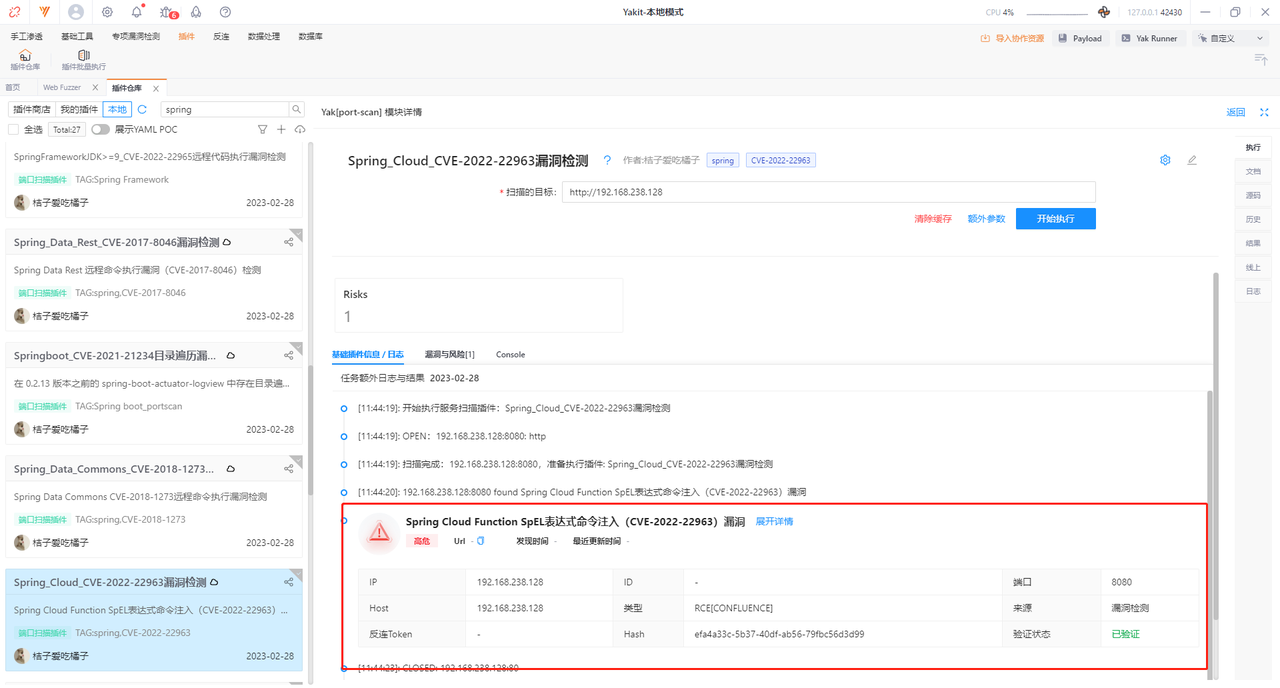 6
Yakit-本地模式
CPU 4%
127.0.0.1 42430
手工渗透 基础工具 专项漏洞检测 插件 反连 数据处理 数据库
导入协作资源 Payload Yak Runner 自定义
插件仓库 插件批量执行
首页 Web Fuzzer 插件仓库
插件商店 我的插件 本地 spring
全选 Total:27 展示YAML POC
SpringFrameworkJDK>=9_CVE-2022-22965远程代码执行漏洞检测
端口扫描插件 TAG:Spring Framework
桔子爱吃橘子 2023-02-28
Spring_Data_Rest_CVE-2017-8046漏洞检测
Spring Data Rest 远程命令执行漏洞（CVE-2017-8046）检测
端口扫描插件 TAG:spring,CVE-2017-8046
桔子爱吃橘子 2023-02-28
Springboot_CVE-2021-21234目录遍历漏...
在 0.2.13 版本之前的 spring-boot-actuator-logview 中存在目录遍...
端口扫描插件 TAG:Spring boot_portscan
桔子爱吃橘子 2023-02-28
Spring_Data_Commons_CVE-2018-1273...
Spring Data Commons CVE-2018-1273远程命令执行漏洞检测
端口扫描插件 TAG:spring,CVE-2018-1273
桔子爱吃橘子 2023-02-28
Spring_Cloud_CVE-2022-22963漏洞检测
Spring Cloud Function SpEL表达式命令注入（CVE-2022-22963）...
端口扫描插件 TAG:spring,CVE-2022-22963
桔子爱吃橘子 2023-02-28
Yak[port-scan] 模块详情 返回
Spring_Cloud_CVE-2022-22963漏洞检测 ? 作者:桔子爱吃橘子 spring CVE-2022-22963
* 扫描的目标: http://192.168.238.128
清除缓存 额外参数 开始执行
Risks
1
基础插件信息 / 日志 漏洞与风险[1] Console
任务额外日志与结果 2023-02-28
[11:44:19]: 开始执行服务扫描插件：Spring_Cloud_CVE-2022-22963漏洞检测
[11:44:19]: OPEN：192.168.238.128:8080: http
[11:44:19]: 扫描完成：192.168.238.128:8080，准备执行插件: Spring_Cloud_CVE-2022-22963漏洞检测
[11:44:20]: 192.168.238.128:8080 found Spring Cloud Function SpEL表达式命令注入（CVE-2022-22963）漏洞
Spring Cloud Function SpEL表达式命令注入（CVE-2022-22963）漏洞 展开详情
高危 Url - 发现时间 - 最近更新时间 -
IP 192.168.238.128 ID - 端口 8080
Host 192.168.238.128 类型 RCE[CONFLUENCE] 来源 漏洞检测
反连Token - Hash efa4a33c-5b37-40df-ab56-79fbc56d3d99 验证状态 已验证
[11:44:23]: CLOSED: 192.168.238.128:80
执行
文档
源码
历史
结果
线上
日志